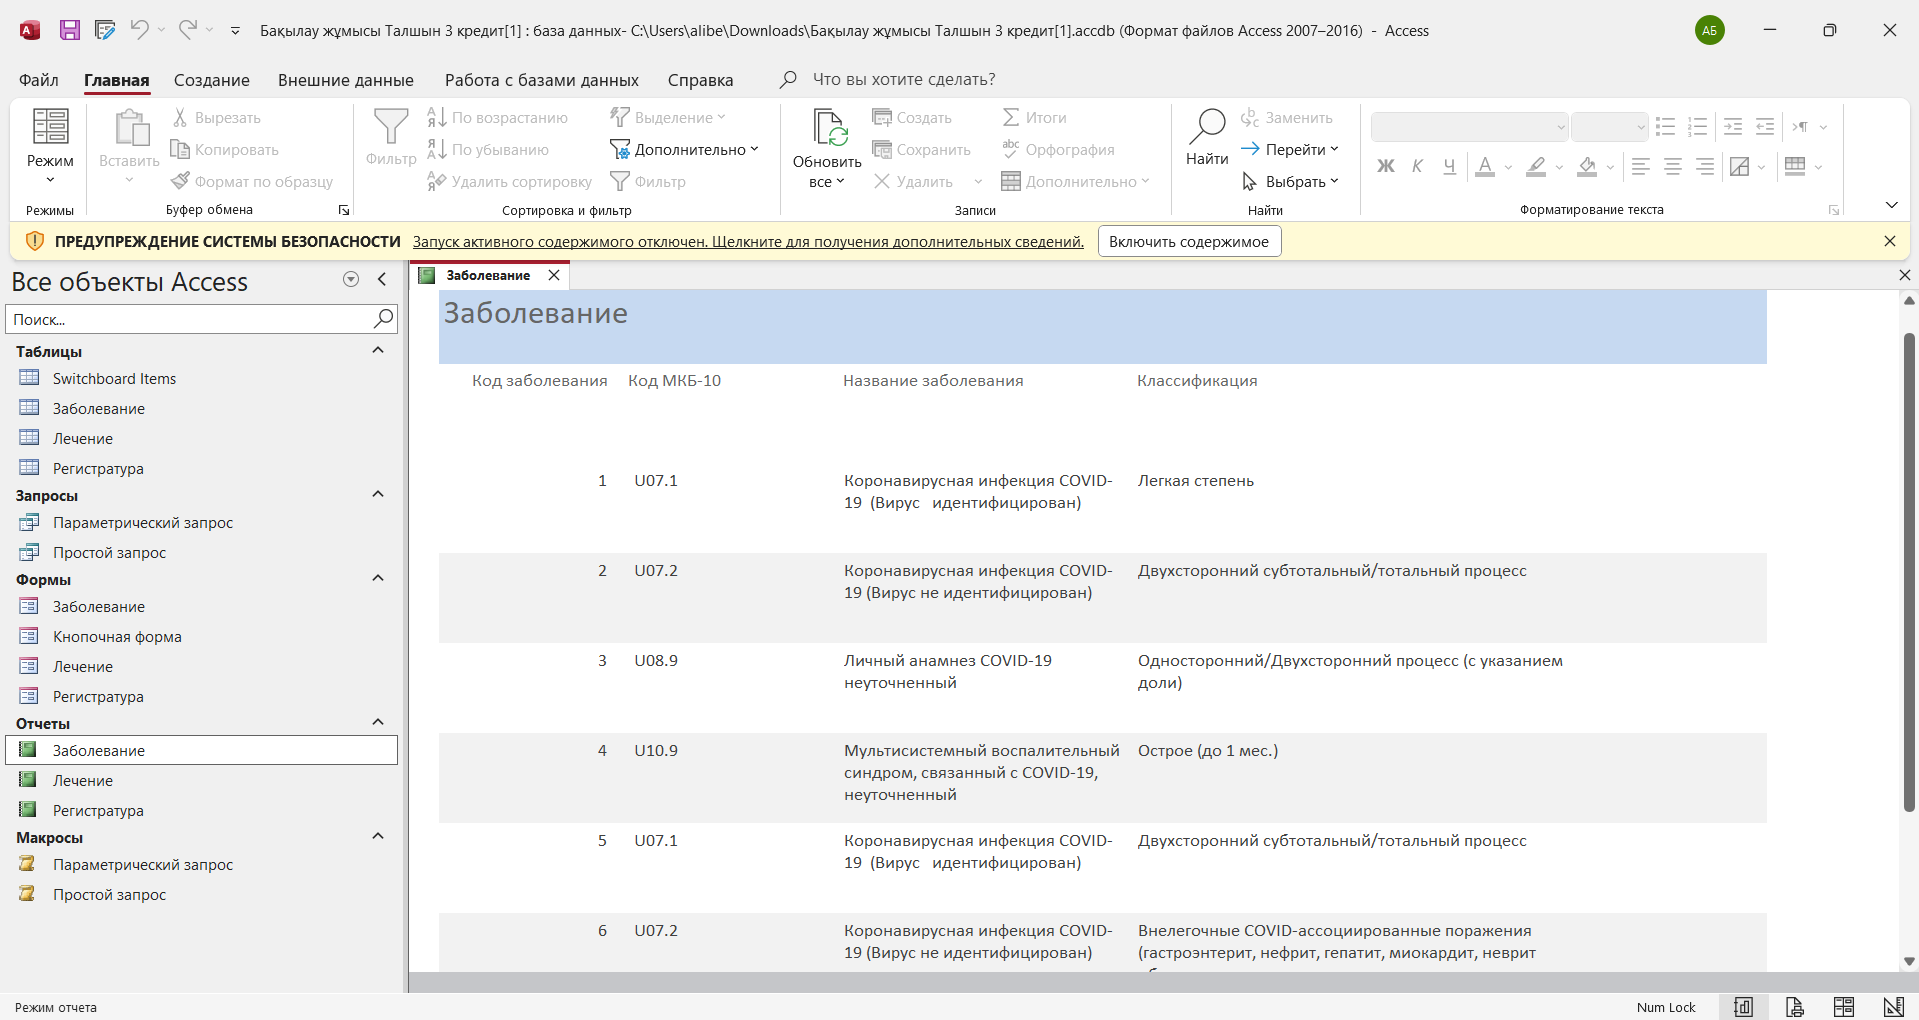 Бақылау жұмысы Талшын 3 кредит[1] : база данных- C:\Users\alibe\Downloads\Бақылау жұмысы Талшын 3 кредит[1].accdb (Формат файлов Access 2007–2016) - Access
АБ
Файл Главная Создание Внешние данные Работа с базами данных Справка Что вы хотите сделать?
Режим
Режимы
Вставить
Вырезать
Копировать
Формат по образцу
Буфер обмена
Фильтр
По возрастанию
По убыванию
Удалить сортировку
Выделение
Дополнительно
Фильтр
Сортировка и фильтр
Обновить
все
Создать
Сохранить
Удалить
Итоги
Орфография
Дополнительно
Записи
Найти
Заменить
Перейти
Выбрать
Найти
Ж К Ч
Форматирование текста
ПРЕДУПРЕЖДЕНИЕ СИСТЕМЫ БЕЗОПАСНОСТИ Запуск активного содержимого отключен. Щелкните для получения дополнительных сведений. Включить содержимое
Все объекты Access
Поиск...
Таблицы
Switchboard Items
Заболевание
Лечение
Регистратура
Запросы
Параметрический запрос
Простой запрос
Формы
Заболевание
Кнопочная форма
Лечение
Регистратура
Отчеты
Заболевание
Лечение
Регистратура
Макросы
Параметрический запрос
Простой запрос
Заболевание
Заболевание
Код заболевания Код МКБ-10 Название заболевания Классификация
1 U07.1 Коронавирусная инфекция COVID- Легкая степень
19 (Вирус идентифицирован)
2 U07.2 Коронавирусная инфекция COVID- Двухсторонний субтотальный/тотальный процесс
19 (Вирус не идентифицирован)
3 U08.9 Личный анамнез COVID-19 Односторонний/Двухсторонний процесс (с указанием
неуточненный доли)
4 U10.9 Мультисистемный воспалительный Острое (до 1 мес.)
синдром, связанный с COVID-19,
неуточненный
5 U07.1 Коронавирусная инфекция COVID- Двухсторонний субтотальный/тотальный процесс
19 (Вирус идентифицирован)
6 U07.2 Коронавирусная инфекция COVID- Внелегочные COVID-ассоциированные поражения
19 (Вирус не идентифицирован) (гастроэнтерит, нефрит, гепатит, миокардит, неврит
Режим отчета
Num Lock